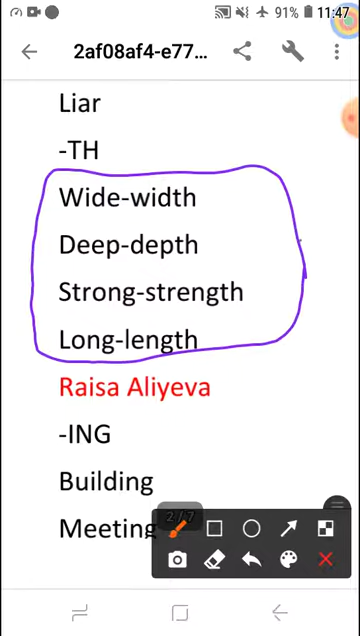 91% 11:47
2af08af4-e77...
Liar
-TH
Wide-width
Deep-depth
Strong-strength
Long-length
Raisa Aliyeva
-ING
Building
2/7
Meeting